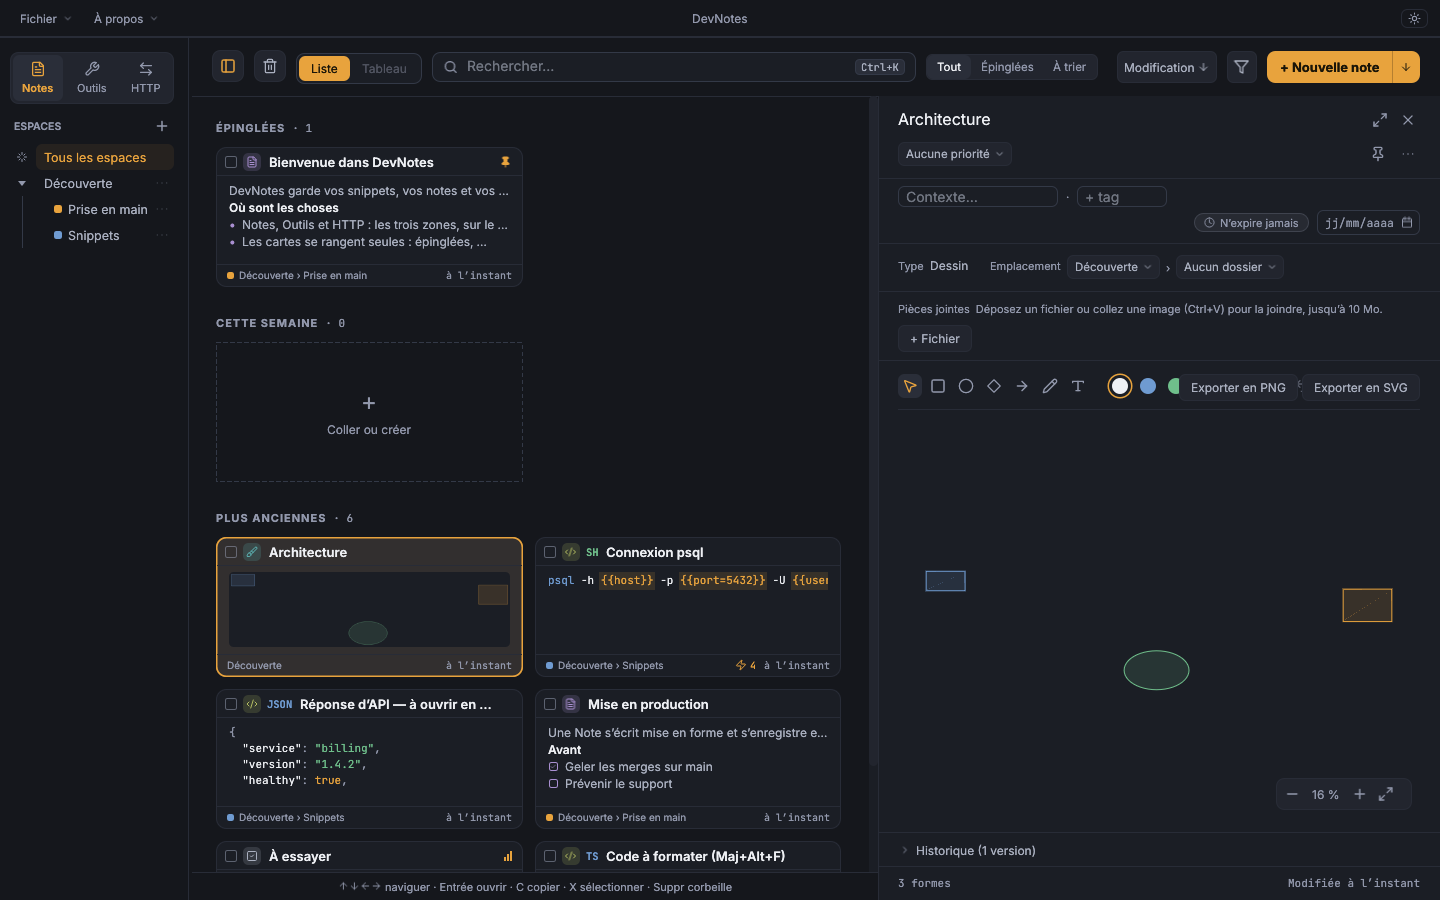 Fichier
À propos
DevNotes
Notes
Outils
HTTP
ESPACES
Tous les espaces
Découverte
Prise en main
Snippets
Liste
Tableau
Rechercher...
Ctrl+K
Tout
Épinglées
À trier
Modification
+ Nouvelle note
ÉPINGLÉES · 1
Bienvenue dans DevNotes
DevNotes garde vos snippets, vos notes et vos ...
Où sont les choses
• Notes, Outils et HTTP : les trois zones, sur le ...
• Les cartes se rangent seules : épinglées, ...
Découverte › Prise en main
à l’instant
CETTE SEMAINE · 0
+
Coller ou créer
PLUS ANCIENNES · 6
Architecture
Découverte
à l’instant
SH Connexion psql
psql -h {{host}} -p {{port=5432}} -U {{user
Découverte › Snippets
4 à l’instant
JSON Réponse d’API — à ouvrir en ...
{
"service": "billing",
"version": "1.4.2",
"healthy": true,
Découverte › Snippets
à l’instant
Mise en production
Une Note s’écrit mise en forme et s’enregistre e...
Avant
Geler les merges sur main
Prévenir le support
Découverte › Prise en main
à l’instant
À essayer
TS Code à formater (Maj+Alt+F)
↑↓←→ naviguer · Entrée ouvrir · C copier · X sélectionner · Suppr corbeille
Architecture
Aucune priorité
Contexte... · + tag
N’expire jamais
jj/mm/aaaa
Type Dessin
Emplacement Découverte › Aucun dossier
Pièces jointes Déposez un fichier ou collez une image (Ctrl+V) pour la joindre, jusqu’à 10 Mo.
+ Fichier
T
Exporter en PNG
Exporter en SVG
— 16 % +
Historique (1 version)
3 formes
Modifiée à l’instant